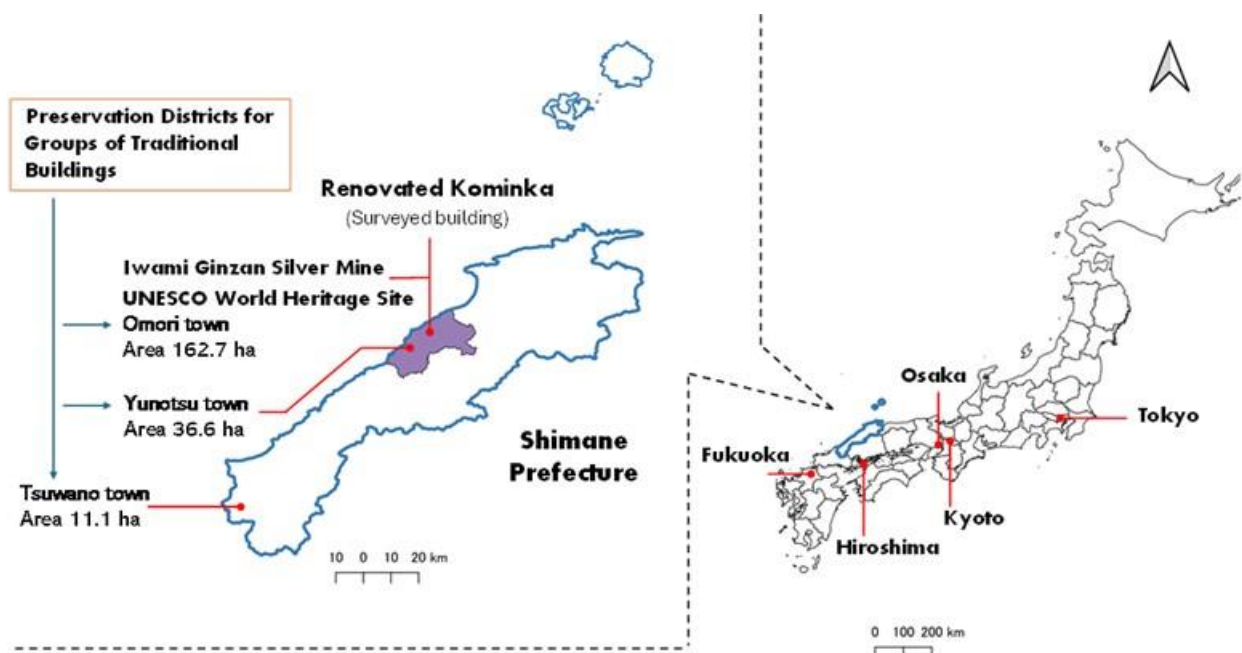 Preservation Districts for
Groups of Traditional
Buildings
Renovated Kominka
(Surveyed building)
Iwami Ginzan Silver Mine
UNESCO World Heritage Site
Omori town
Area 162.7 ha
Yunotsu town
Area 36.6 ha
Tsuwano town
Area 11.1 ha
Shimane
Prefecture
10 0 10 20 km
Osaka
Tokyo
Fukuoka
Kyoto
Hiroshima
0 100 200 km